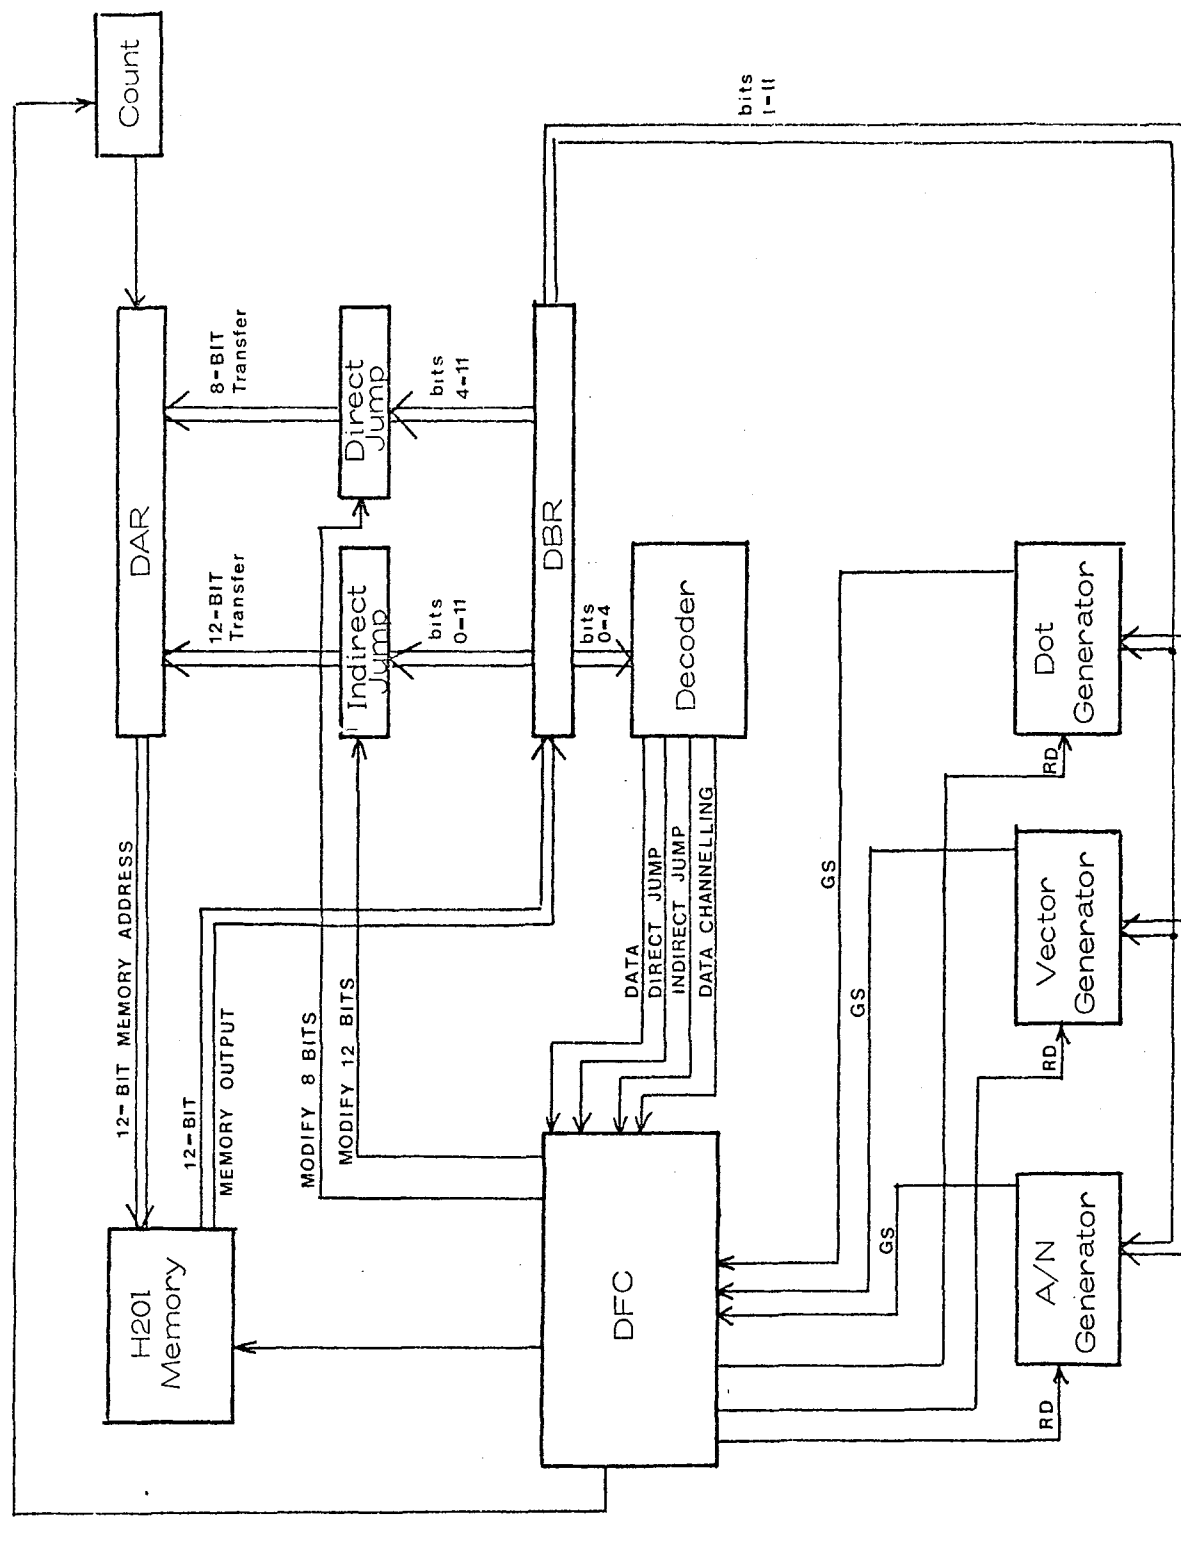 Count
DAR
8-BIT
Transfer
12-BIT
Transfer
Direct
Jump
Indirect
Jump
bits
4-11
bits
0-11
DBR
bits
0-4
bits
1-11
Decoder
12-BIT MEMORY ADDRESS
12-BIT
MEMORY OUTPUT
MODIFY 8 BITS
MODIFY 12 BITS
DATA
DIRECT JUMP
INDIRECT JUMP
DATA CHANNELLING
H201
Memory
DFC
GS
GS
GS
RD
RD
RD
Dot
Generator
Vector
Generator
A/N
Generator